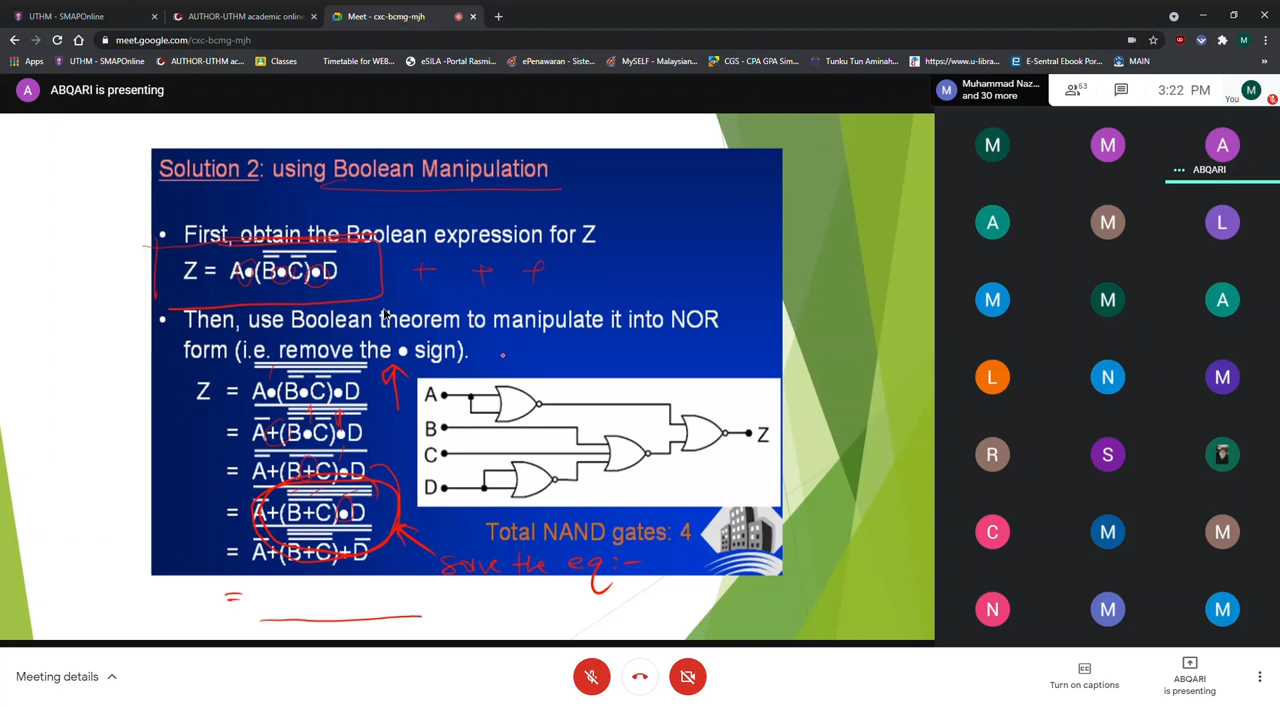 UTHM - SMAPOnline
AUTHOR-UTHM academic online
Meet - cxc-bcmg-mjh
meet.google.com/cxc-bcmg-mjh
Apps
UTHM - SMAPOnline
AUTHOR-UTHM ac...
Classes
Timetable for WEB...
eSILA -Portal Rasmi...
ePenawaran - Siste...
MySELF - Malaysian...
CGS - CPA GPA Sim...
Tunku Tun Aminah...
https://www.u-libra...
E-Sentral Ebook Por...
MAIN
A
ABQARI is presenting
M
Muhammad Naz...
and 30 more
53
3:22 PM
You
M
Solution 2: using Boolean Manipulation
• First, obtain the Boolean expression for Z
Z = A•(B̅•C̅)•D
+ + +
• Then, use Boolean theorem to manipulate it into NOR
form (i.e. remove the • sign).
Z = A•(B•C)•D
= A+(B•C)•D
= A+(B+C)•D
= A+(B+C)•D
= A+(B+C)+D
A
B
C
D
Z
Total NAND gates: 4
solve the eq:-
=
M M A
ABQARI
A M L
M M A
L N M
R S
C M M
N M M
Meeting details
Turn on captions
ABQARI
is presenting